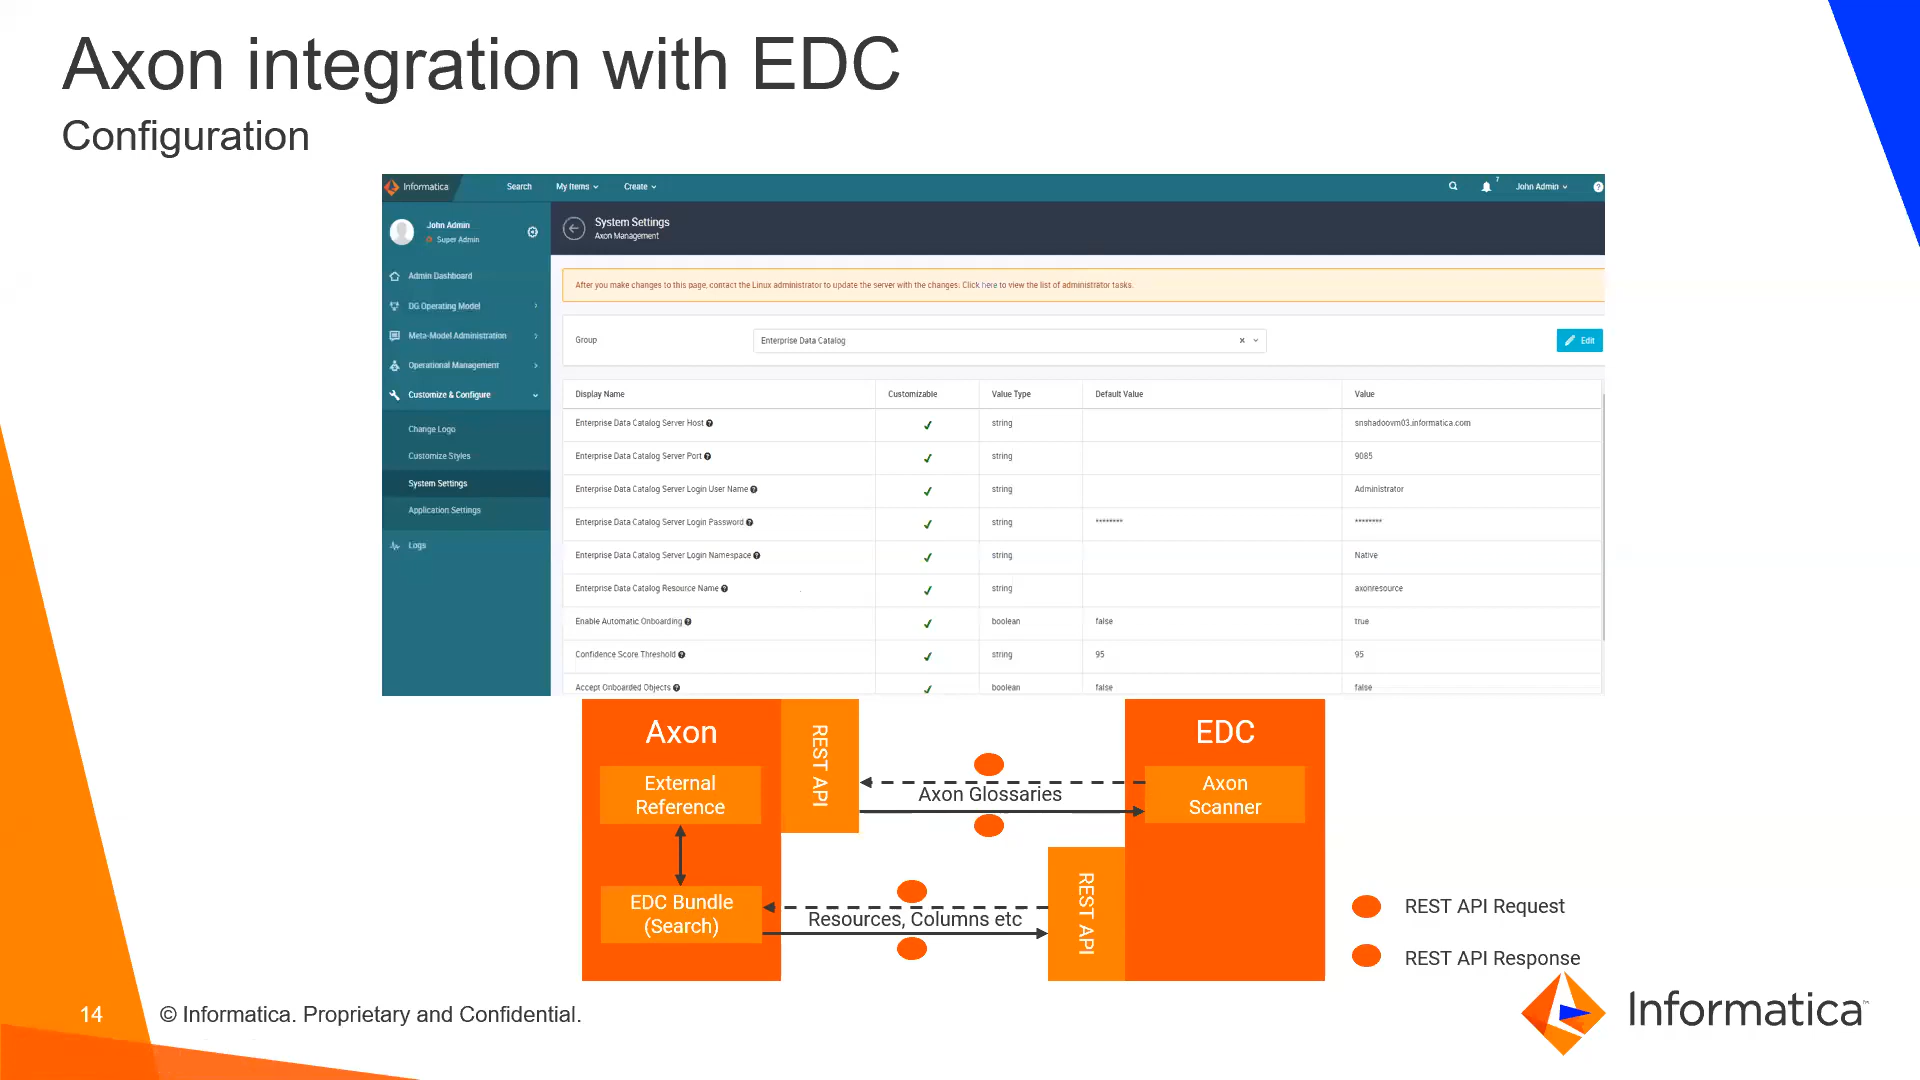 Axon integration with EDC
Configuration
Informatica Search My Items Create 7 John Admin ?
John Admin
Super Admin
System Settings
Axon Management
Admin Dashboard
DG Operating Model
Meta-Model Administration
Operational Management
Customize & Configure
Change Logo
Customize Styles
System Settings
Application Settings
Logs
After you make changes to this page, contact the Linux administrator to update the server with the changes. Click here to view the list of administrator tasks.
Group Enterprise Data Catalog × Edit
Display Name Customizable Value Type Default Value Value
Enterprise Data Catalog Server Host ? ✓ string snshadoovm03.informatica.com
Enterprise Data Catalog Server Port ? ✓ string 9085
Enterprise Data Catalog Server Login User Name ? ✓ string Administrator
Enterprise Data Catalog Server Login Password ? ✓ string ******** ********
Enterprise Data Catalog Server Login Namespace ? ✓ string Native
Enterprise Data Catalog Resource Name ? ✓ string axonresource
Enable Automatic Onboarding ? ✓ boolean false true
Confidence Score Threshold ? ✓ string 95 95
Accept Onboarded Objects ? ✓ boolean false false
Axon
REST API
EDC
External
Reference
Axon Glossaries
Axon
Scanner
EDC Bundle
(Search)
Resources, Columns etc
REST API
REST API Request
REST API Response
14
© Informatica. Proprietary and Confidential.
Informatica™